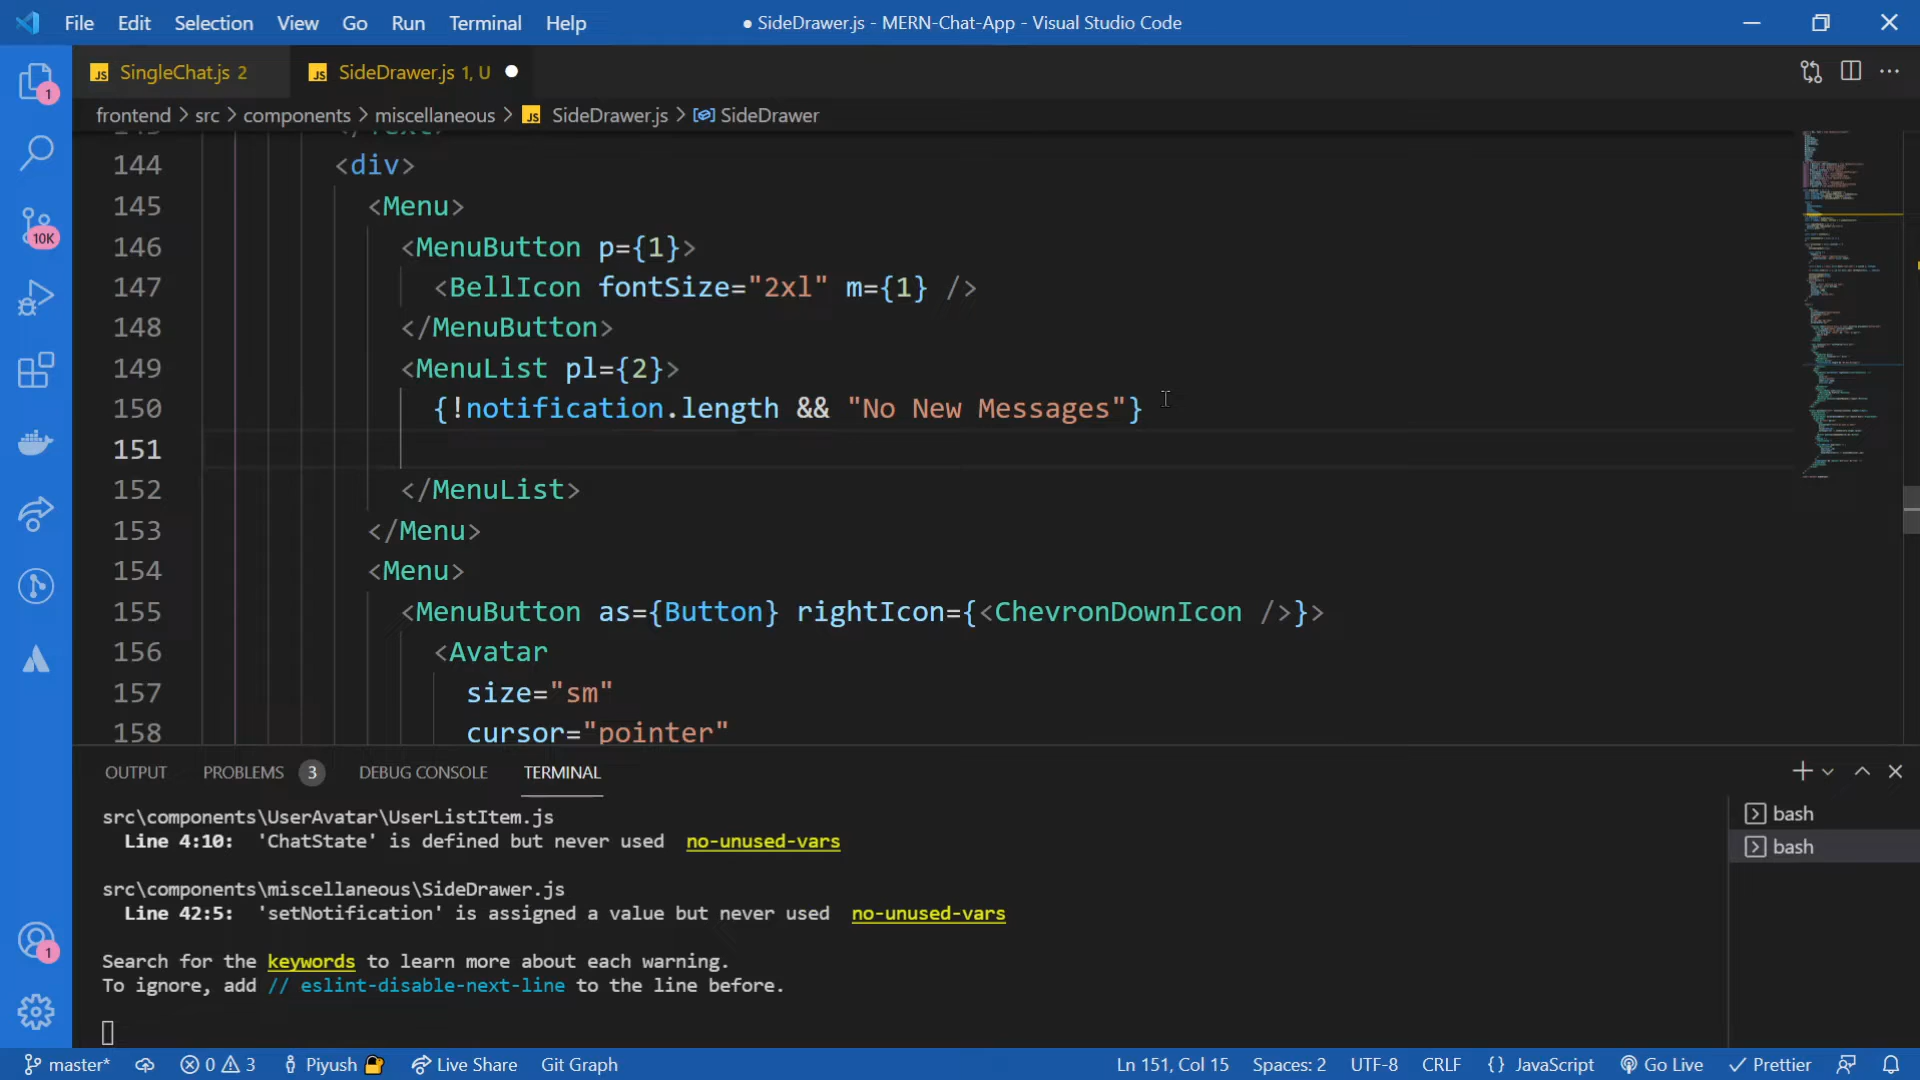 File Edit Selection View Go Run Terminal Help ● SideDrawer.js - MERN-Chat-App - Visual Studio Code
JS SingleChat.js 2 JS SideDrawer.js 1, U
frontend > src > components > miscellaneous > JS SideDrawer.js > SideDrawer
144 <div>
145 <Menu>
146 <MenuButton p={1}>
147 <BellIcon fontSize="2xl" m={1} />
148 </MenuButton>
149 <MenuList pl={2}>
150 {!notification.length && "No New Messages"}
151
152 </MenuList>
153 </Menu>
154 <Menu>
155 <MenuButton as={Button} rightIcon={<ChevronDownIcon />}>
156 <Avatar
157 size="sm"
158 cursor="pointer"
1
10K
1
OUTPUT PROBLEMS 3 DEBUG CONSOLE TERMINAL
src\components\UserAvatar\UserListItem.js
Line 4:10: 'ChatState' is defined but never used no-unused-vars
src\components\miscellaneous\SideDrawer.js
Line 42:5: 'setNotification' is assigned a value but never used no-unused-vars
Search for the keywords to learn more about each warning.
To ignore, add // eslint-disable-next-line to the line before.
bash
bash
master* 0 3 Piyush Live Share Git Graph Ln 151, Col 15 Spaces: 2 UTF-8 CRLF {} JavaScript Go Live Prettier